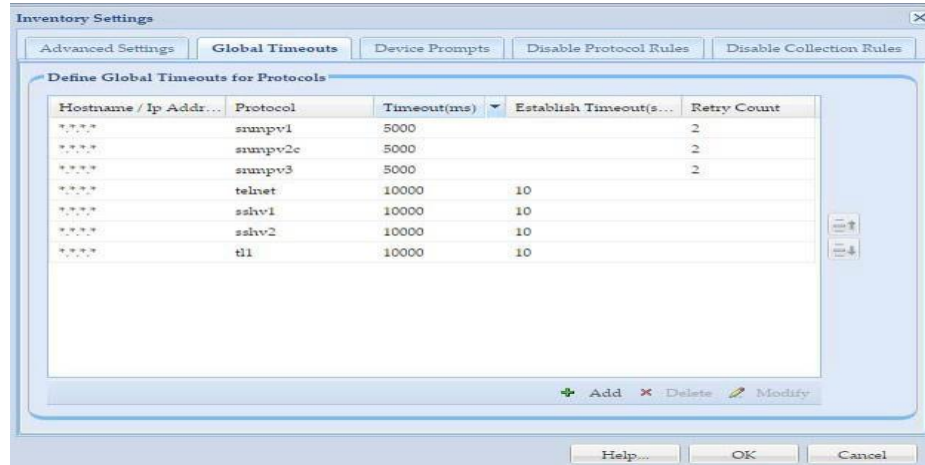 Inventory Settings
Advanced Settings Global Timeouts Device Prompts Disable Protocol Rules Disable Collection Rules
Define Global Timeouts for Protocols
Hostname / Ip Addr... Protocol Timeout(ms) Establish Timeout(s... Retry Count
*.*.*.* snmpv1 5000 2
*.*.*.* snmpv2c 5000 2
*.*.*.* snmpv3 5000 2
*.*.*.* telnet 10000 10
*.*.*.* sshv1 10000 10
*.*.*.* sshv2 10000 10
*.*.*.* tl1 10000 10
Add Delete Modify
Help... OK Cancel